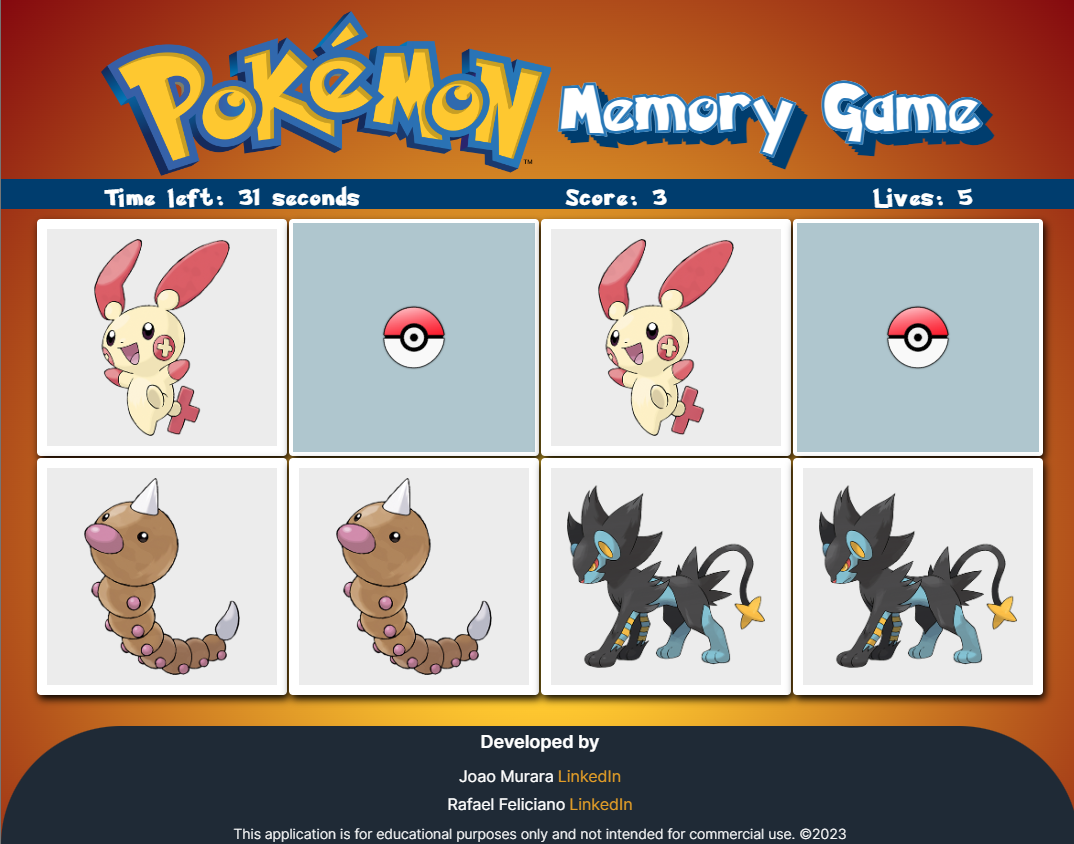 POKéMON Memory Game
TM
Time left: 31 seconds Score: 3 Lives: 5
Developed by
Joao Murara LinkedIn
Rafael Feliciano LinkedIn
This application is for educational purposes only and not intended for commercial use. ©2023